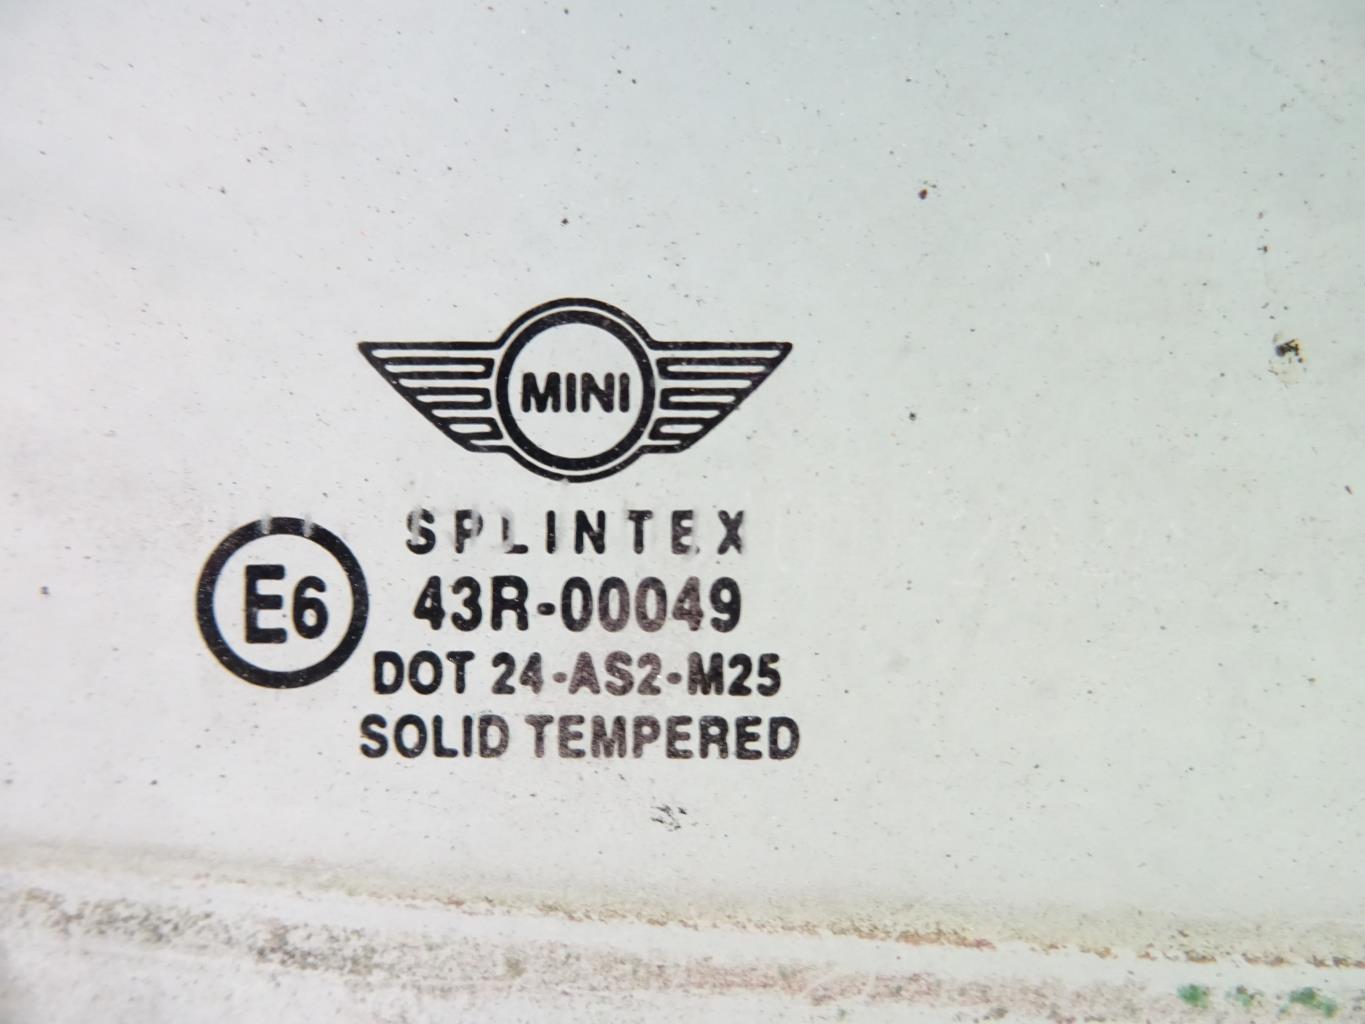 MINI
SPLINTEX
E6
43R-00049
DOT 24-AS2-M25
SOLID TEMPERED